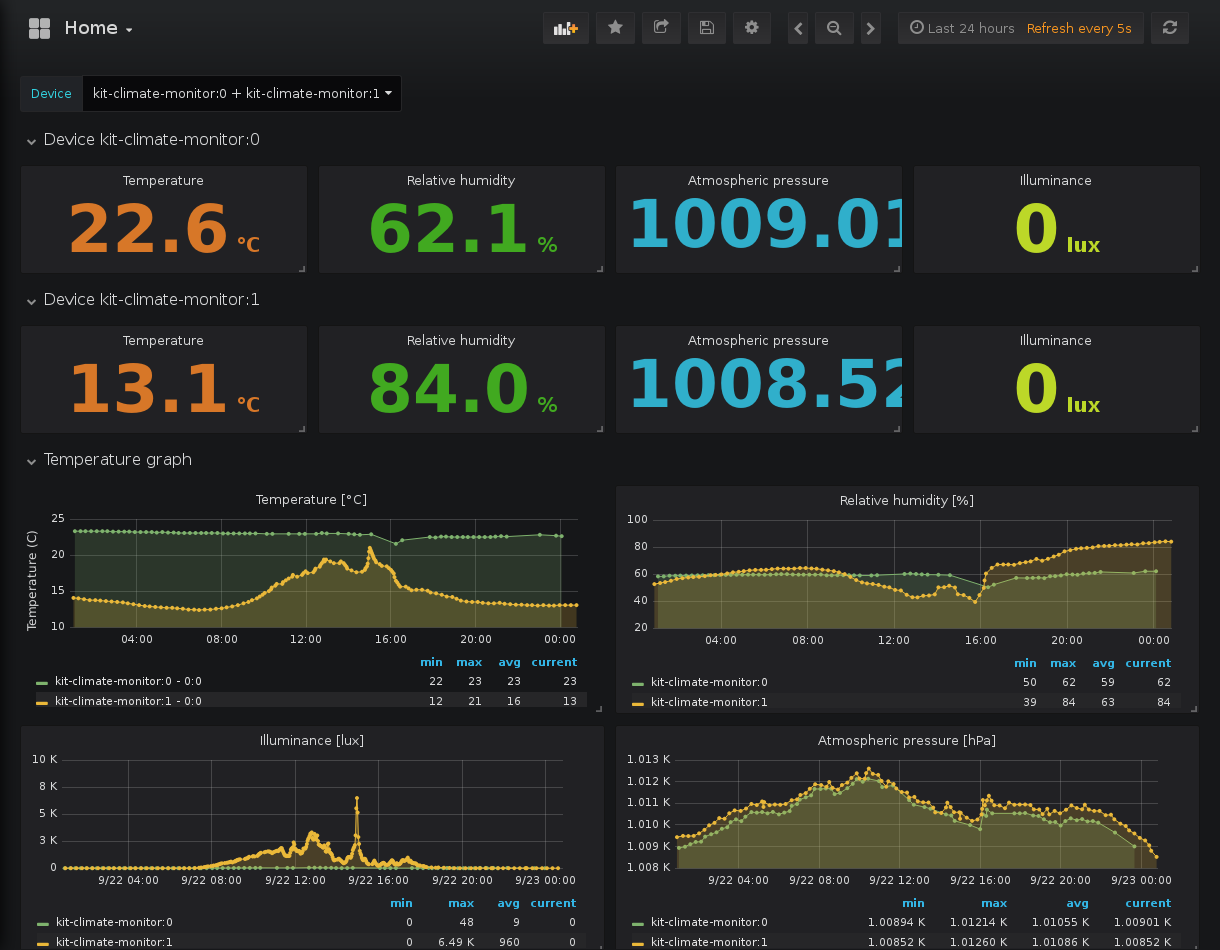 Home
Last 24 hours Refresh every 5s
Device kit-climate-monitor:0 + kit-climate-monitor:1
Device kit-climate-monitor:0
Temperature Relative humidity Atmospheric pressure Illuminance
22.6 °C 62.1 % 1009.01 0 lux
Device kit-climate-monitor:1
Temperature Relative humidity Atmospheric pressure Illuminance
13.1 °C 84.0 % 1008.52 0 lux
Temperature graph
Temperature [°C]
Temperature (C)
25
20
15
10
04:00 08:00 12:00 16:00 20:00 00:00
min max avg current
kit-climate-monitor:0 - 0:0 22 23 23 23
kit-climate-monitor:1 - 0:0 12 21 16 13
Relative humidity [%]
100
80
60
40
20
04:00 08:00 12:00 16:00 20:00 00:00
min max avg current
kit-climate-monitor:0 50 62 59 62
kit-climate-monitor:1 39 84 63 84
Illuminance [lux]
10 K
8 K
5 K
3 K
0
9/22 04:00 9/22 08:00 9/22 12:00 9/22 16:00 9/22 20:00 9/23 00:00
min max avg current
kit-climate-monitor:0 0 48 9 0
kit-climate-monitor:1 0 6.49 K 960 0
Atmospheric pressure [hPa]
1.013 K
1.012 K
1.011 K
1.010 K
1.009 K
1.008 K
9/22 04:00 9/22 08:00 9/22 12:00 9/22 16:00 9/22 20:00 9/23 00:00
min max avg current
kit-climate-monitor:0 1.00894 K 1.01214 K 1.01055 K 1.00901 K
kit-climate-monitor:1 1.00852 K 1.01260 K 1.01086 K 1.00852 K